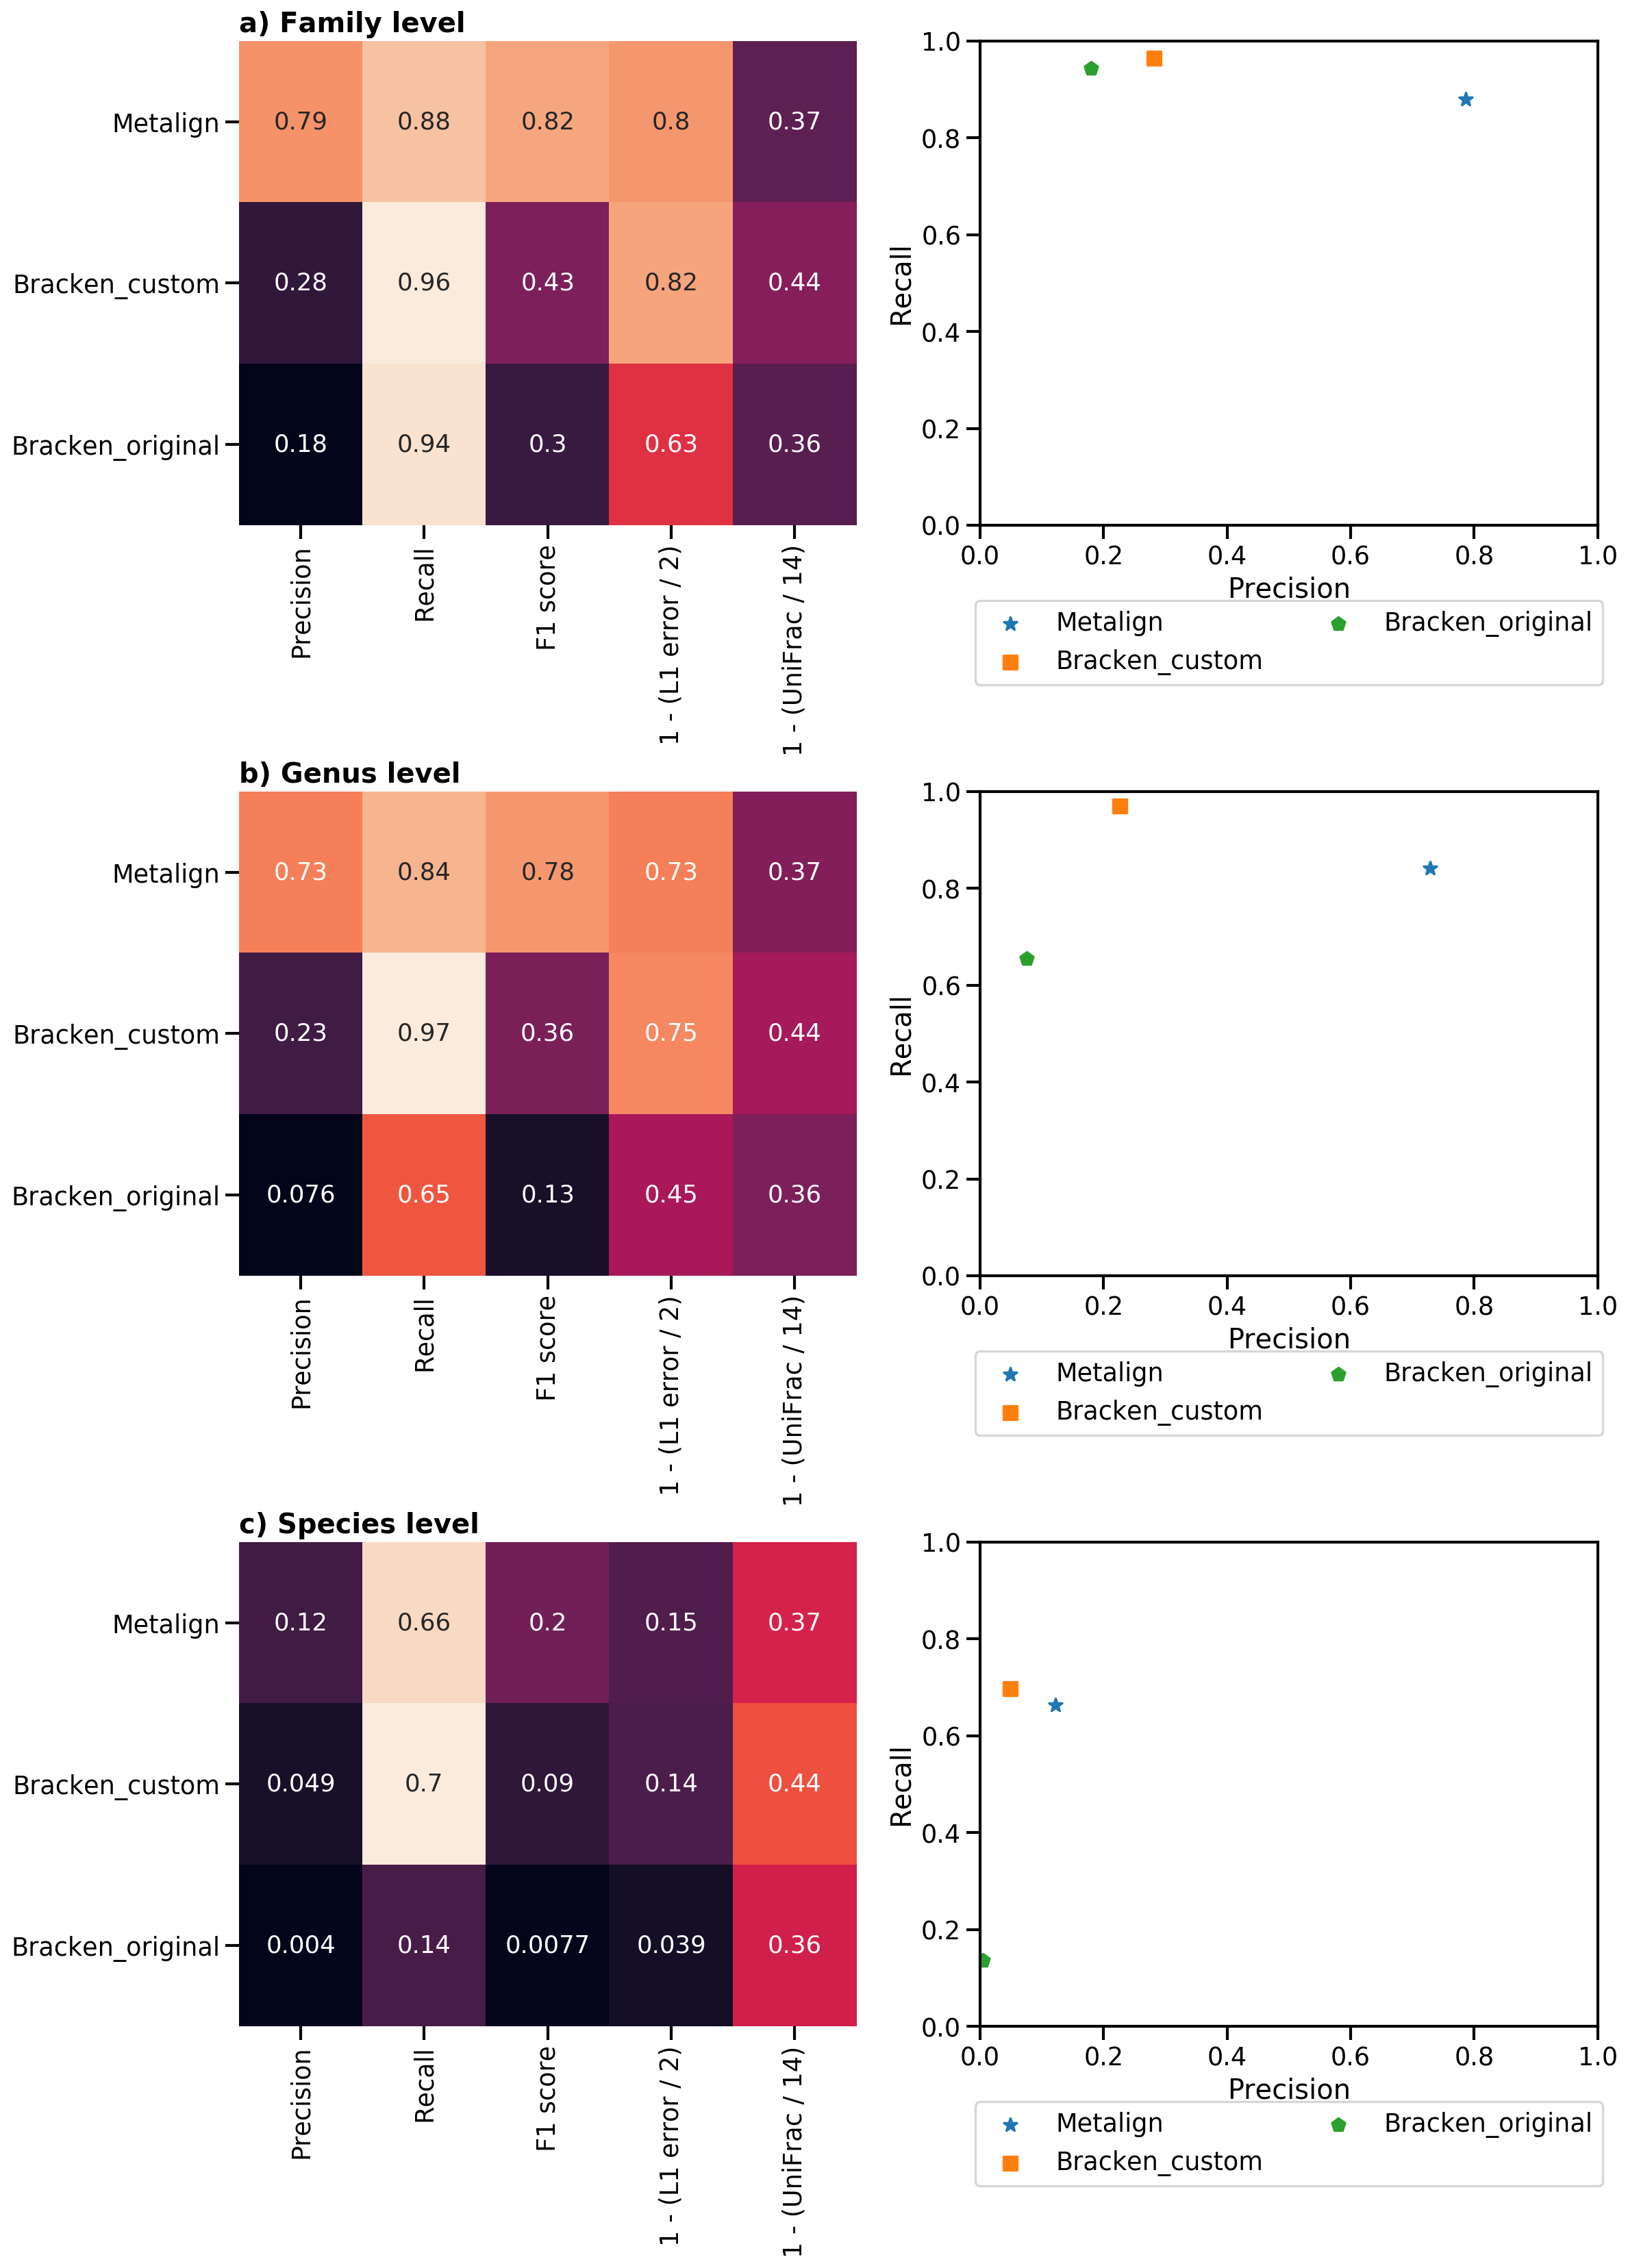 a) Family level
Metalign
0.79 0.88 0.82 0.8 0.37
Bracken_custom
0.28 0.96 0.43 0.82 0.44
Bracken_original
0.18 0.94 0.3 0.63 0.36
Precision
Recall
F1 score
1 - (L1 error / 2)
1 - (UniFrac / 14)
1.0
0.8
0.6
0.4
0.2
0.0
Recall
0.0 0.2 0.4 0.6 0.8 1.0
Precision
Metalign Bracken_original
Bracken_custom
b) Genus level
Metalign
0.73 0.84 0.78 0.73 0.37
Bracken_custom
0.23 0.97 0.36 0.75 0.44
Bracken_original
0.076 0.65 0.13 0.45 0.36
Precision
Recall
F1 score
1 - (L1 error / 2)
1 - (UniFrac / 14)
1.0
0.8
0.6
0.4
0.2
0.0
Recall
0.0 0.2 0.4 0.6 0.8 1.0
Precision
Metalign Bracken_original
Bracken_custom
c) Species level
Metalign
0.12 0.66 0.2 0.15 0.37
Bracken_custom
0.049 0.7 0.09 0.14 0.44
Bracken_original
0.004 0.14 0.0077 0.039 0.36
Precision
Recall
F1 score
1 - (L1 error / 2)
1 - (UniFrac / 14)
1.0
0.8
0.6
0.4
0.2
0.0
Recall
0.0 0.2 0.4 0.6 0.8 1.0
Precision
Metalign Bracken_original
Bracken_custom